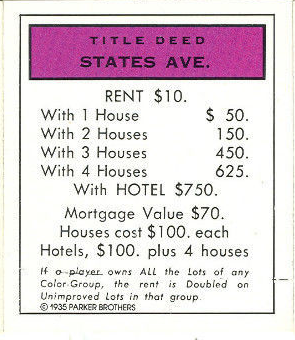 TITLE DEED
STATES AVE.
RENT $10.
With 1 House $ 50.
With 2 Houses 150.
With 3 Houses 450.
With 4 Houses 625.
With HOTEL $750.
Mortgage Value $70.
Houses cost $100. each
Hotels, $100. plus 4 houses
If a player owns ALL the Lots of any
Color-Group, the rent is Doubled on
Unimproved Lots in that group.
© 1935 PARKER BROTHERS